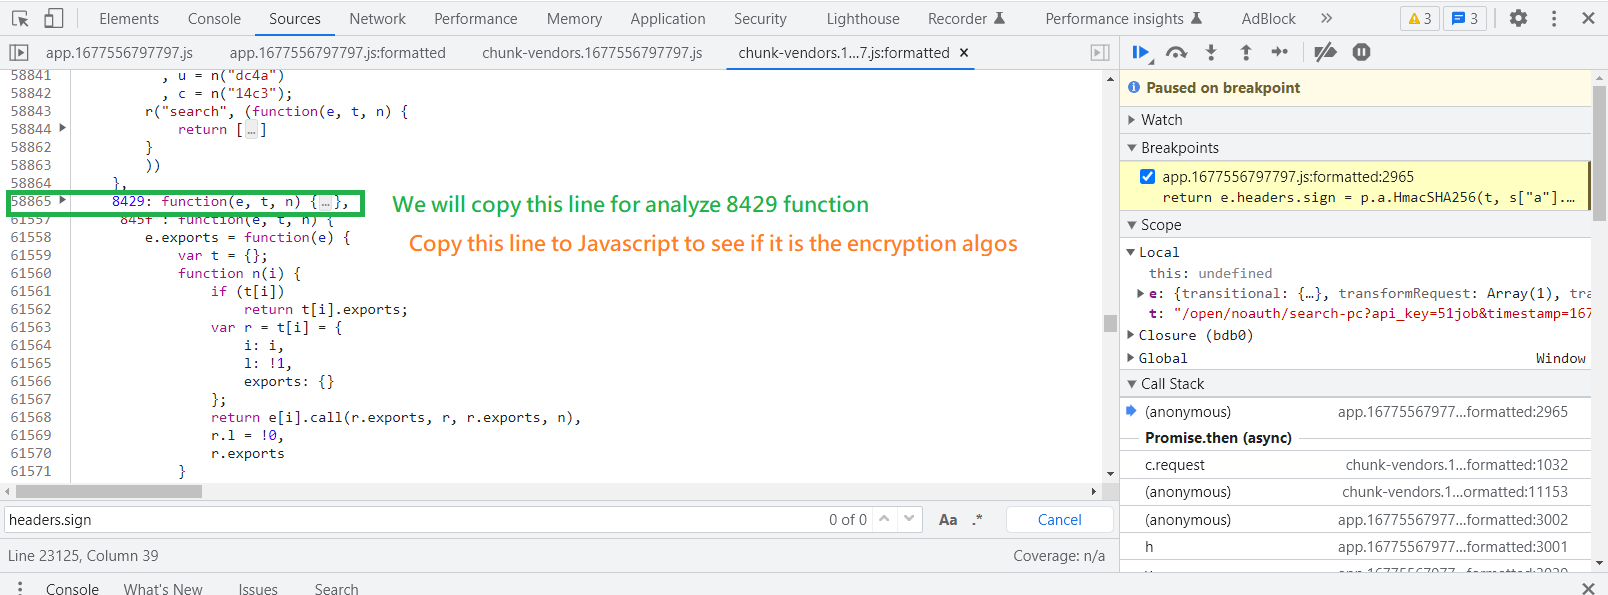 Elements Console Sources Network Performance Memory Application Security Lighthouse Recorder Performance insights AdBlock » 3 3
app.1677556797797.js app.1677556797797.js:formatted chunk-vendors.1677556797797.js chunk-vendors.1…7.js:formatted ×
58841 , u = n("dc4a")
58842 , c = n("14c3");
58843 r("search", (function(e, t, n) {
58844 return […]
58862 }
58863 ))
58864 },
58865 8429: function(e, t, n) {…},
We will copy this line for analyze 8429 function
61557 "845f": function(e, t, n) {
61558 e.exports = function(e) {
Copy this line to Javascript to see if it is the encryption algos
61559 var t = {};
61560 function n(i) {
61561 if (t[i])
61562 return t[i].exports;
61563 var r = t[i] = {
61564 i: i,
61565 l: !1,
61566 exports: {}
61567 };
61568 return e[i].call(r.exports, r, r.exports, n),
61569 r.l = !0,
61570 r.exports
61571 }
headers.sign 0 of 0 Aa .* Cancel
Line 23125, Column 39 Coverage: n/a
Paused on breakpoint
Watch
Breakpoints
app.1677556797797.js:formatted:2965
return e.headers.sign = p.a.HmacSHA256(t, s["a"].…
Scope
Local
this: undefined
e: {transitional: {…}, transformRequest: Array(1), tra
t: "/open/noauth/search-pc?api_key=51job&timestamp=167
Closure (bdb0)
Global Window
Call Stack
(anonymous) app.16775567977…formatted:2965
Promise.then (async)
c.request chunk-vendors.1…formatted:1032
(anonymous) chunk-vendors.1…ormatted:11153
(anonymous) app.16775567977…formatted:3002
h app.16775567977…formatted:3001
Console What's New Issues Search